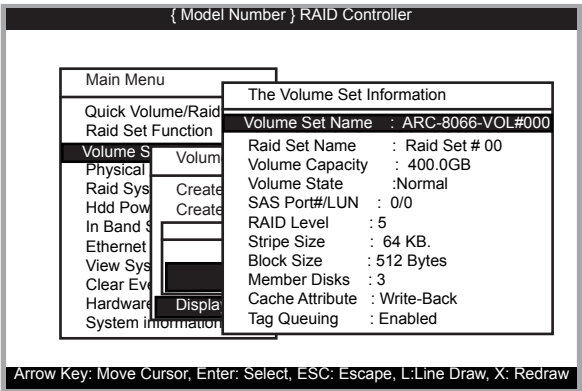 { Model Number } RAID Controller
Main Menu
Quick Volume/Raid
Raid Set Function
Volume S
Physical
Raid Sys
Hdd Pow
In Band S
Ethernet
View Sys
Clear Eve
Hardware
System information
Volum
Create
Create
Displa
The Volume Set Information
Volume Set Name : ARC-8066-VOL#000
Raid Set Name : Raid Set # 00
Volume Capacity : 400.0GB
Volume State :Normal
SAS Port#/LUN : 0/0
RAID Level : 5
Stripe Size : 64 KB.
Block Size : 512 Bytes
Member Disks : 3
Cache Attribute : Write-Back
Tag Queuing : Enabled
Arrow Key: Move Cursor, Enter: Select, ESC: Escape, L:Line Draw, X: Redraw